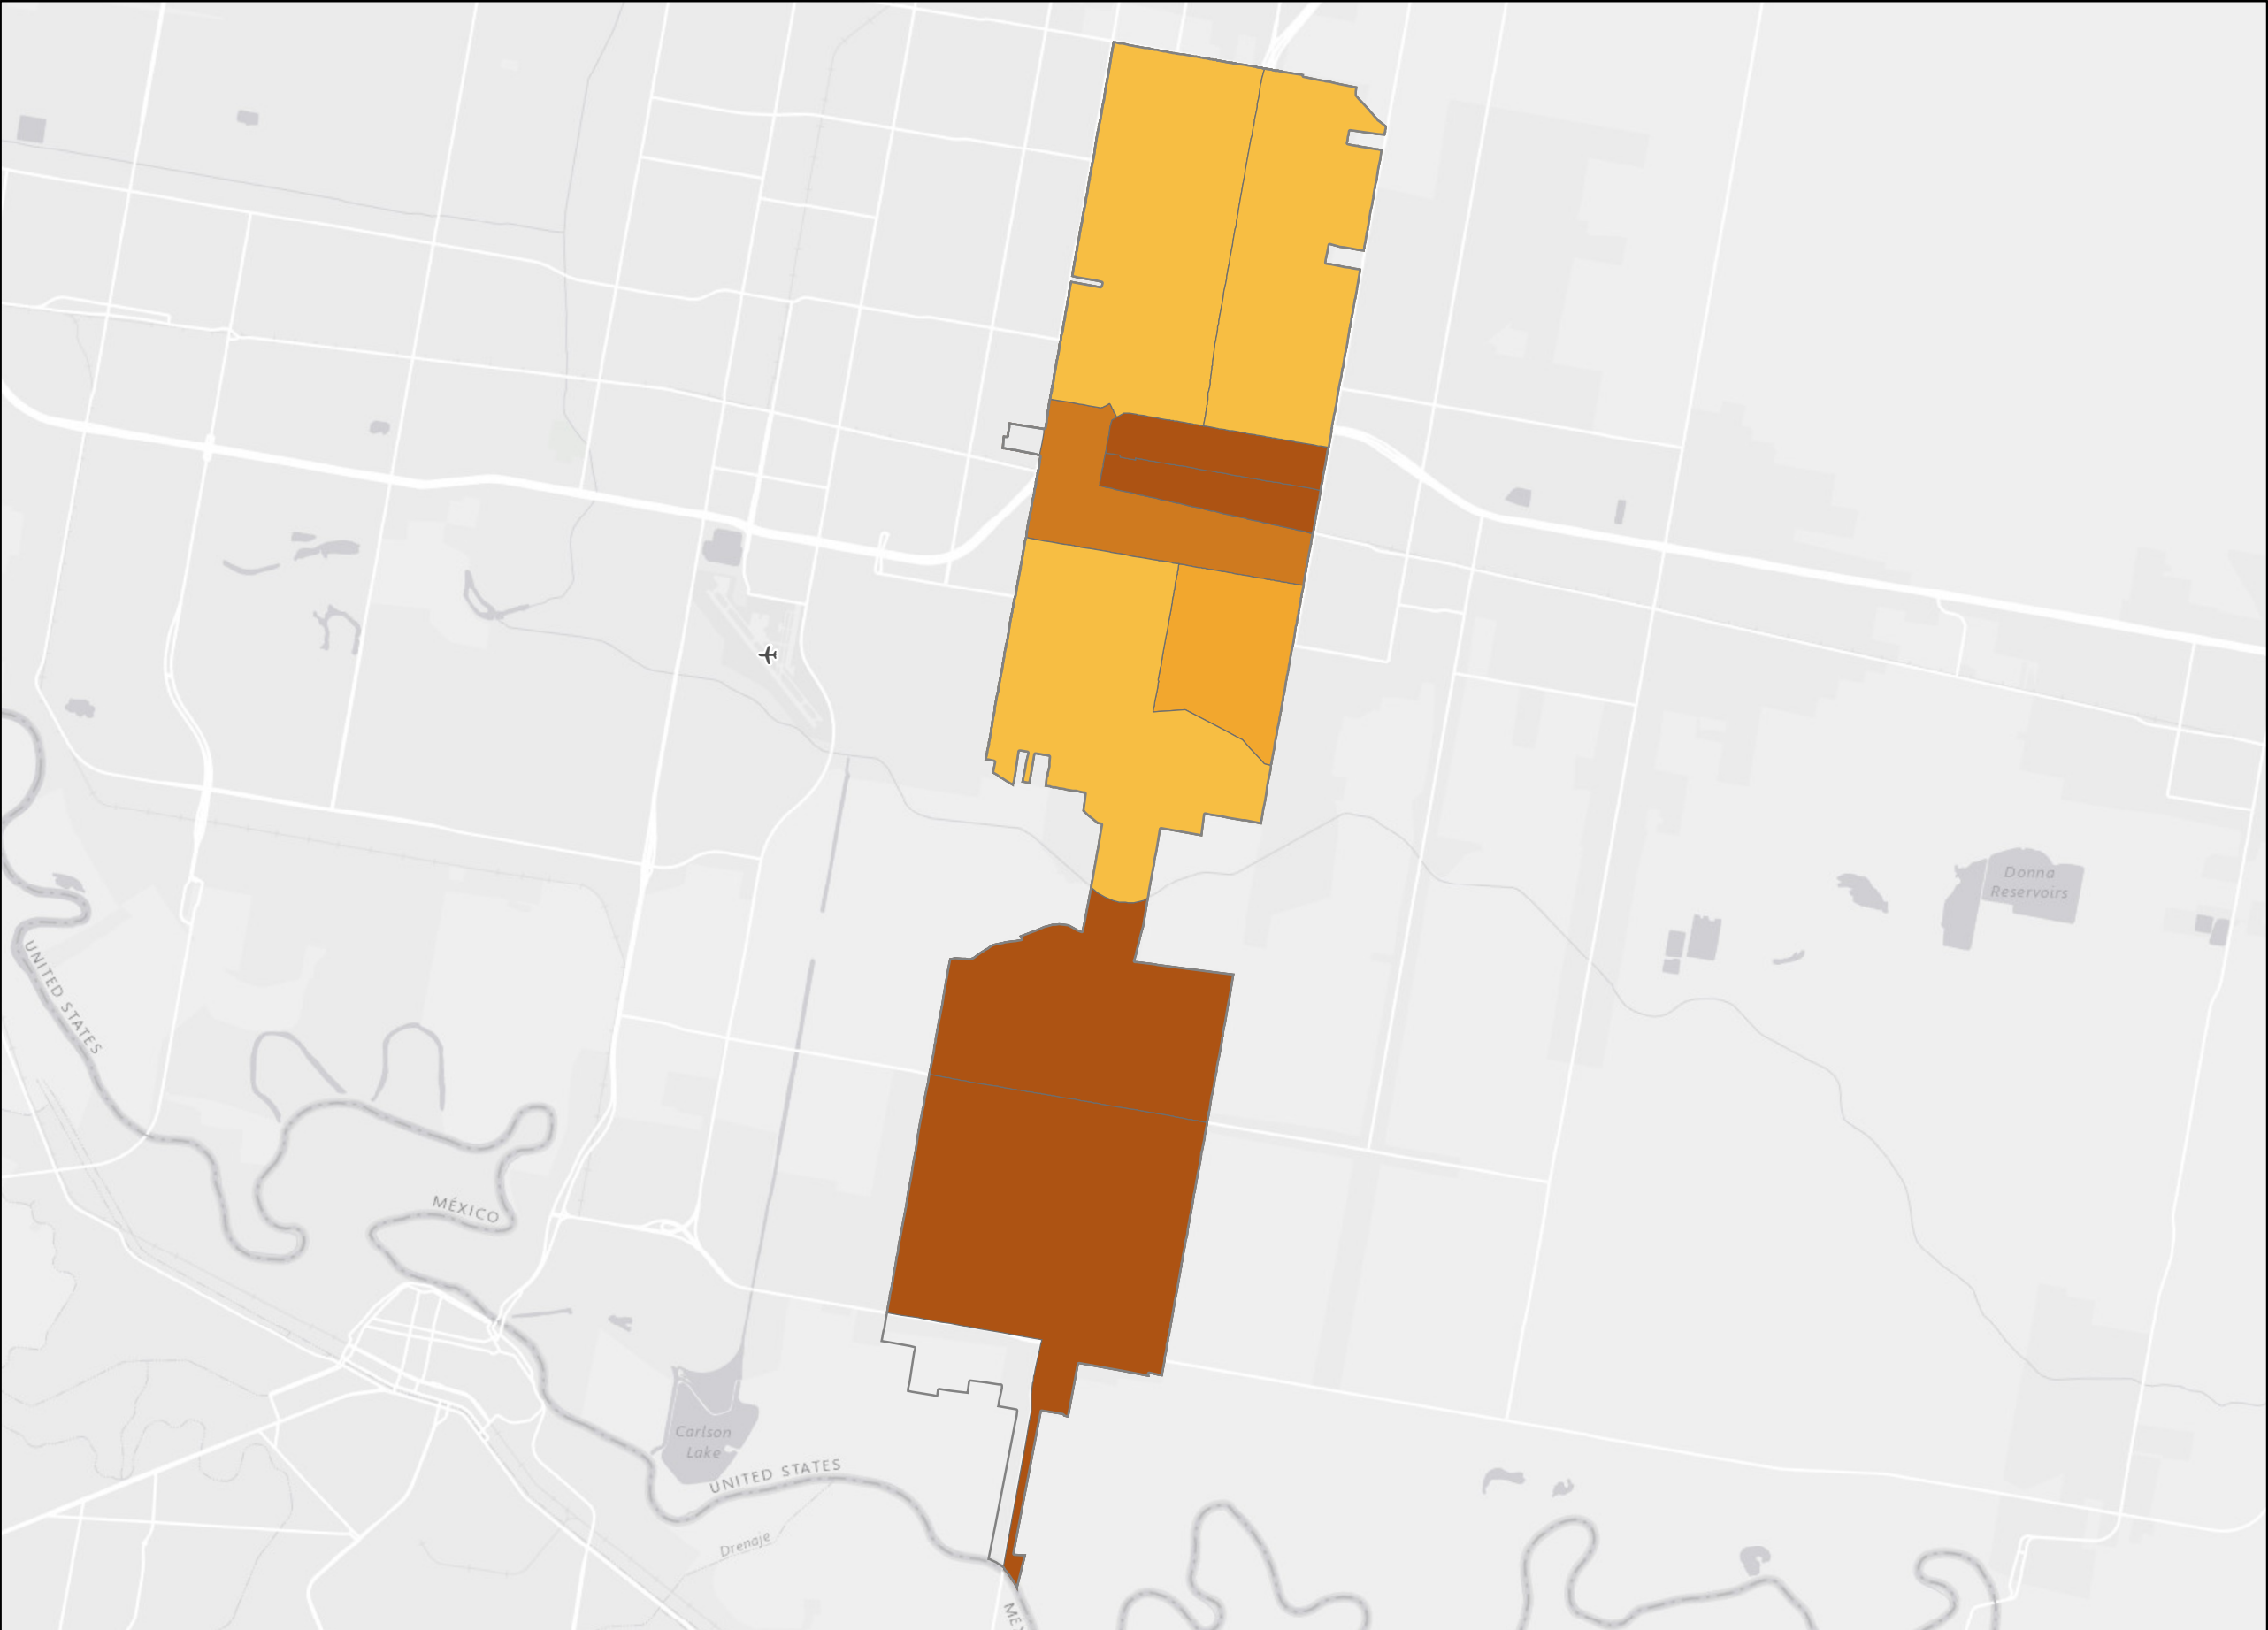 Donna
Reservoirs
UNITED STATES
MÉXICO
Carlson
Lake
UNITED STATES
Drenaje